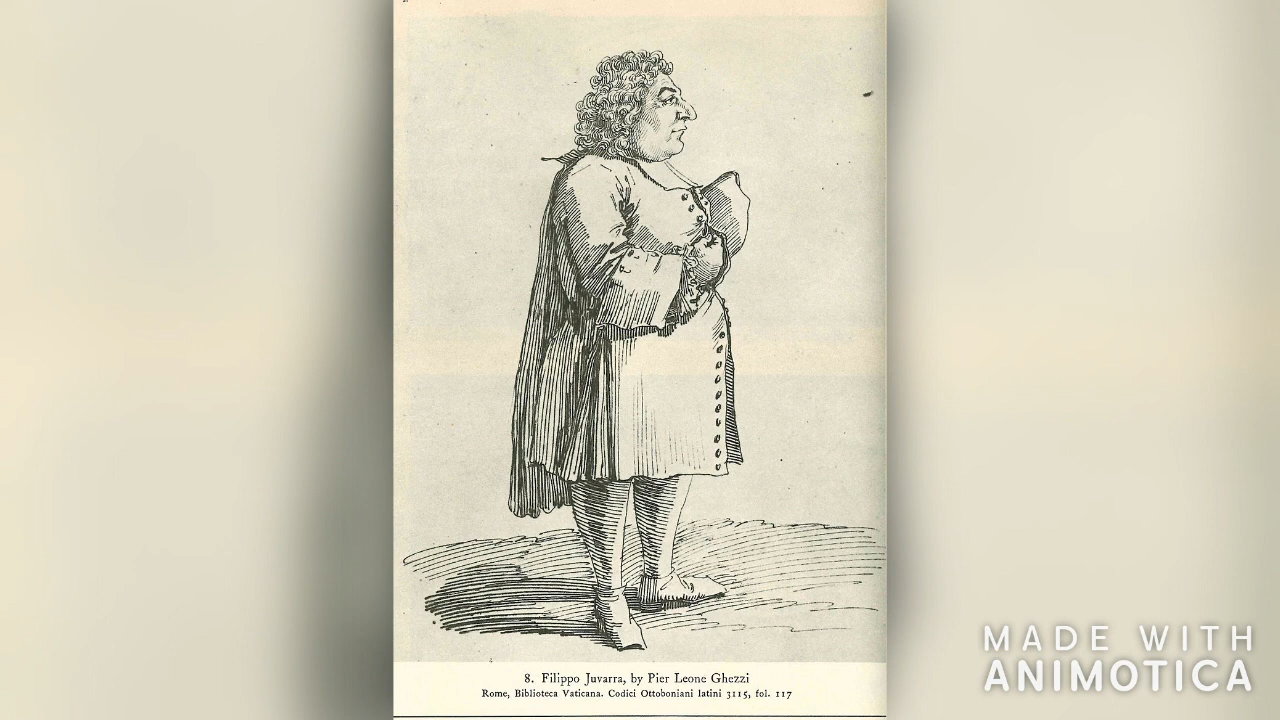 8. Filippo Juvarra, by Pier Leone Ghezzi
Rome, Biblioteca Vaticana. Codici Ottoboniani latini 3115, fol. 117
MADE WITH
ANIMOTICA